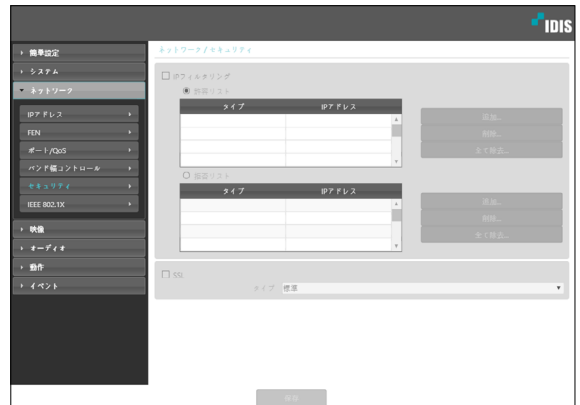 IDIS
簡単設定
システム
ネットワーク
IPアドレス
FEN
ポート/QoS
バンド幅コントロール
セキュリティ
IEEE 802.1X
映像
オーディオ
動作
イベント
ネットワーク/セキュリティ
IPフィルタリング
許容リスト
タイプ IPアドレス
追加...
削除...
全て除去...
拒否リスト
タイプ IPアドレス
追加...
削除...
全て除去...
SSL
タイプ 標準
保存